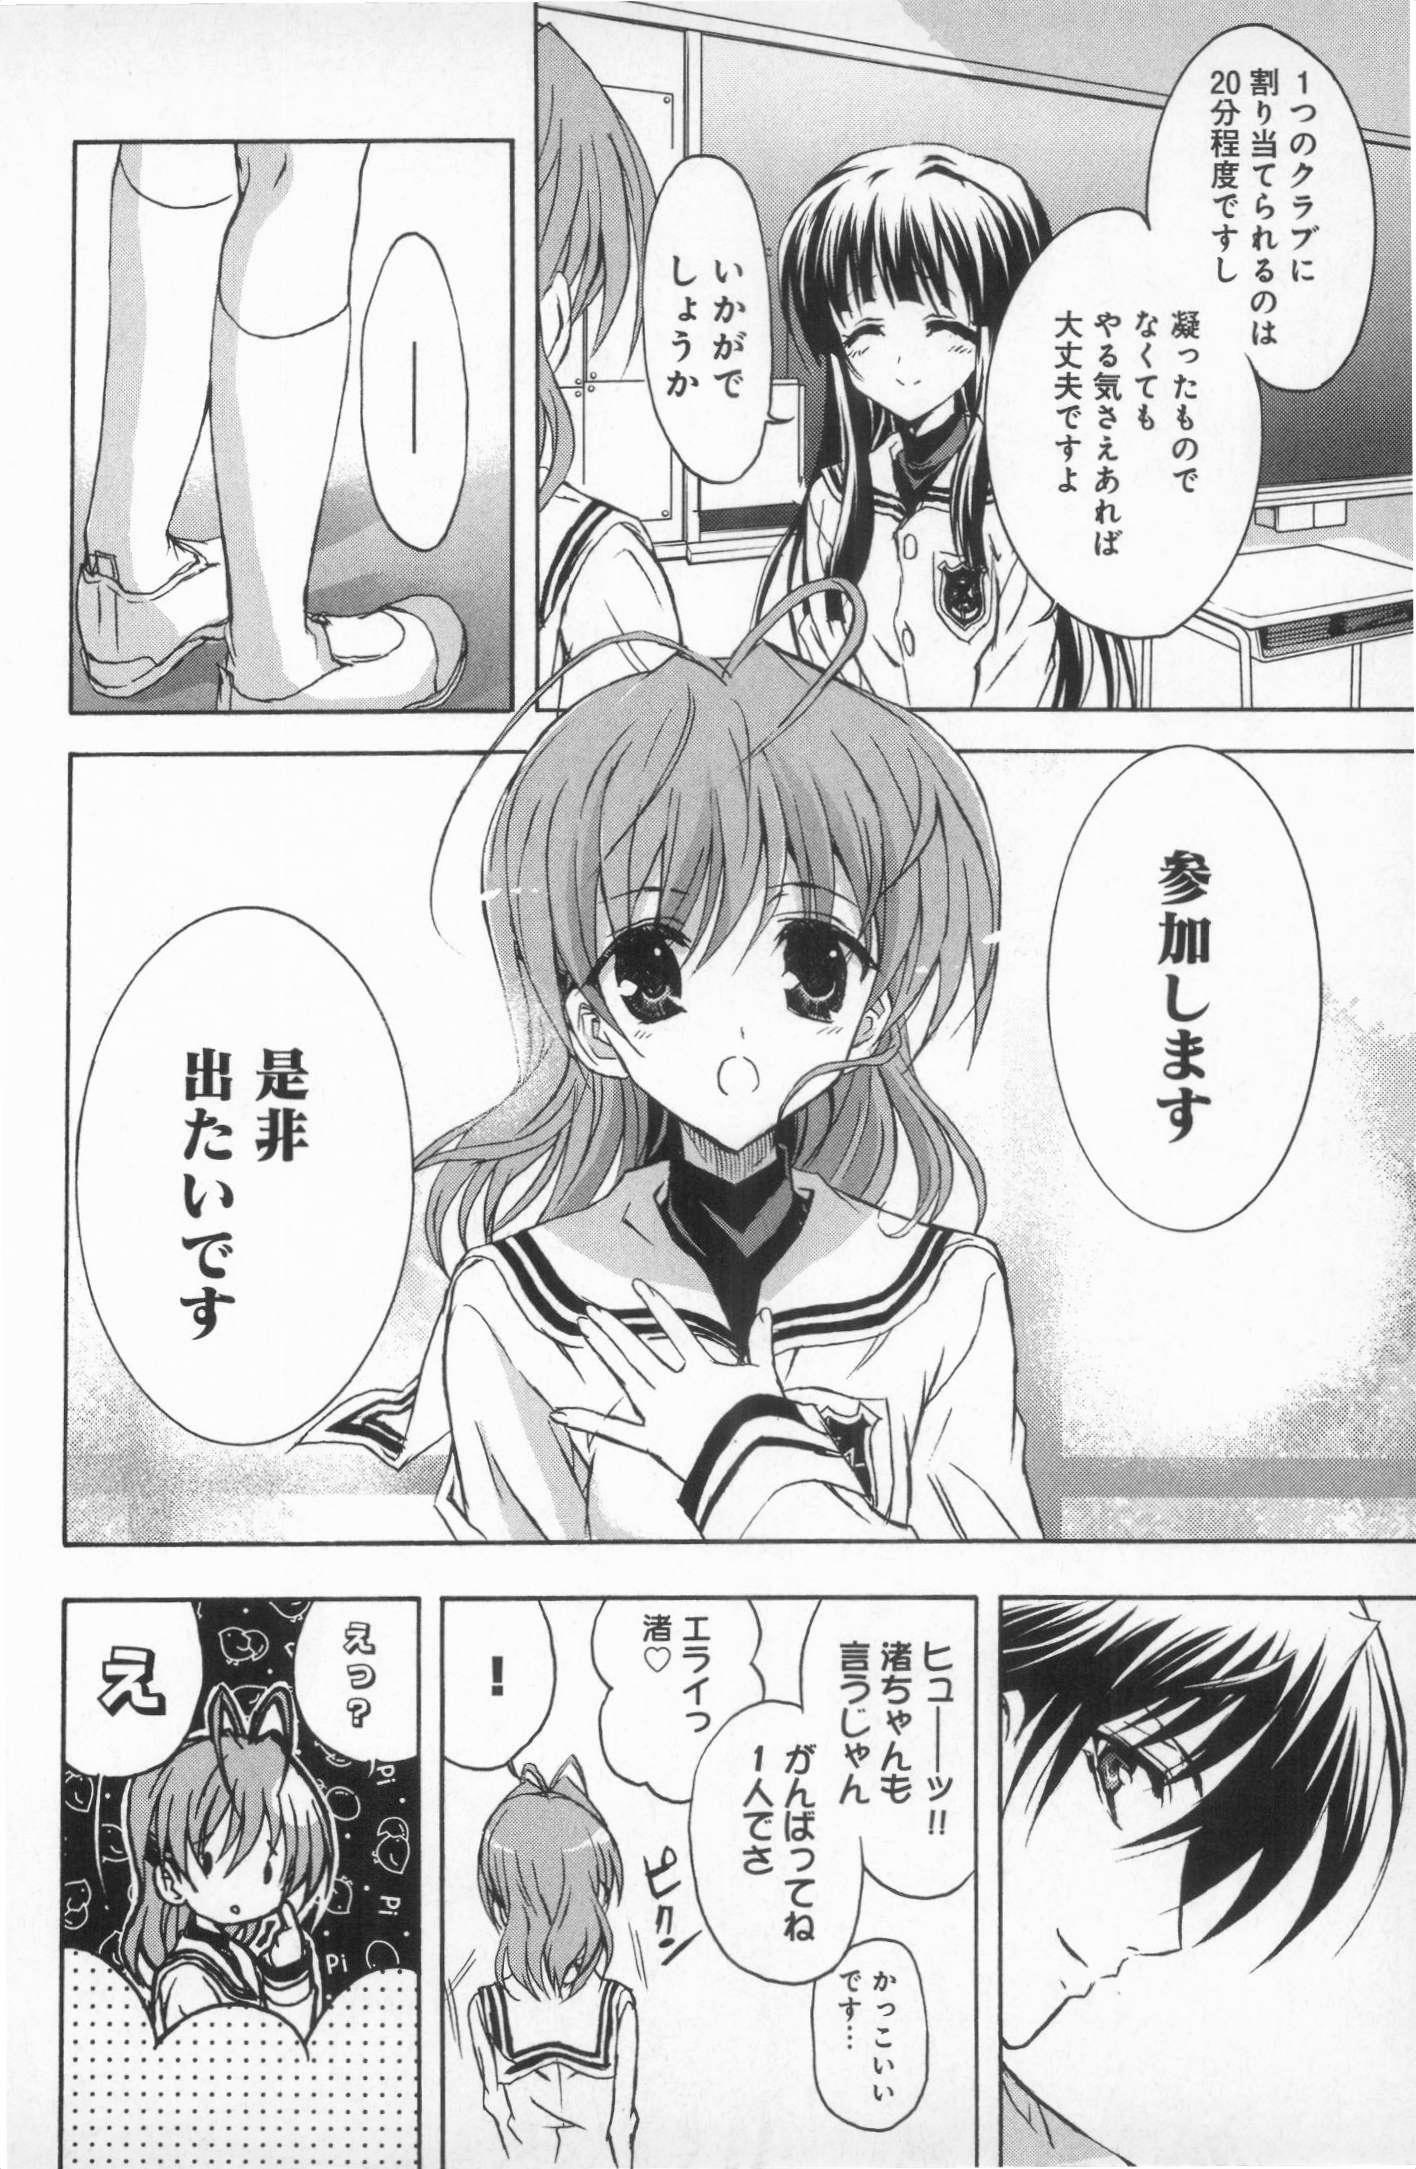 1つのクラブに
割り当てられるのは
20分程度ですし
凝ったもので
なくても
やる気さえあれば
大丈夫ですよ
いかがで
しょうか
―
参加します
是非
出たいです
ヒューーッ!!
渚ちゃんも
言うじゃん
がんばってね
1人でさ
かっこいい
です…
エライっ
渚♡
ピクッ
!
えっ?
え
Pi
Pi
Pi